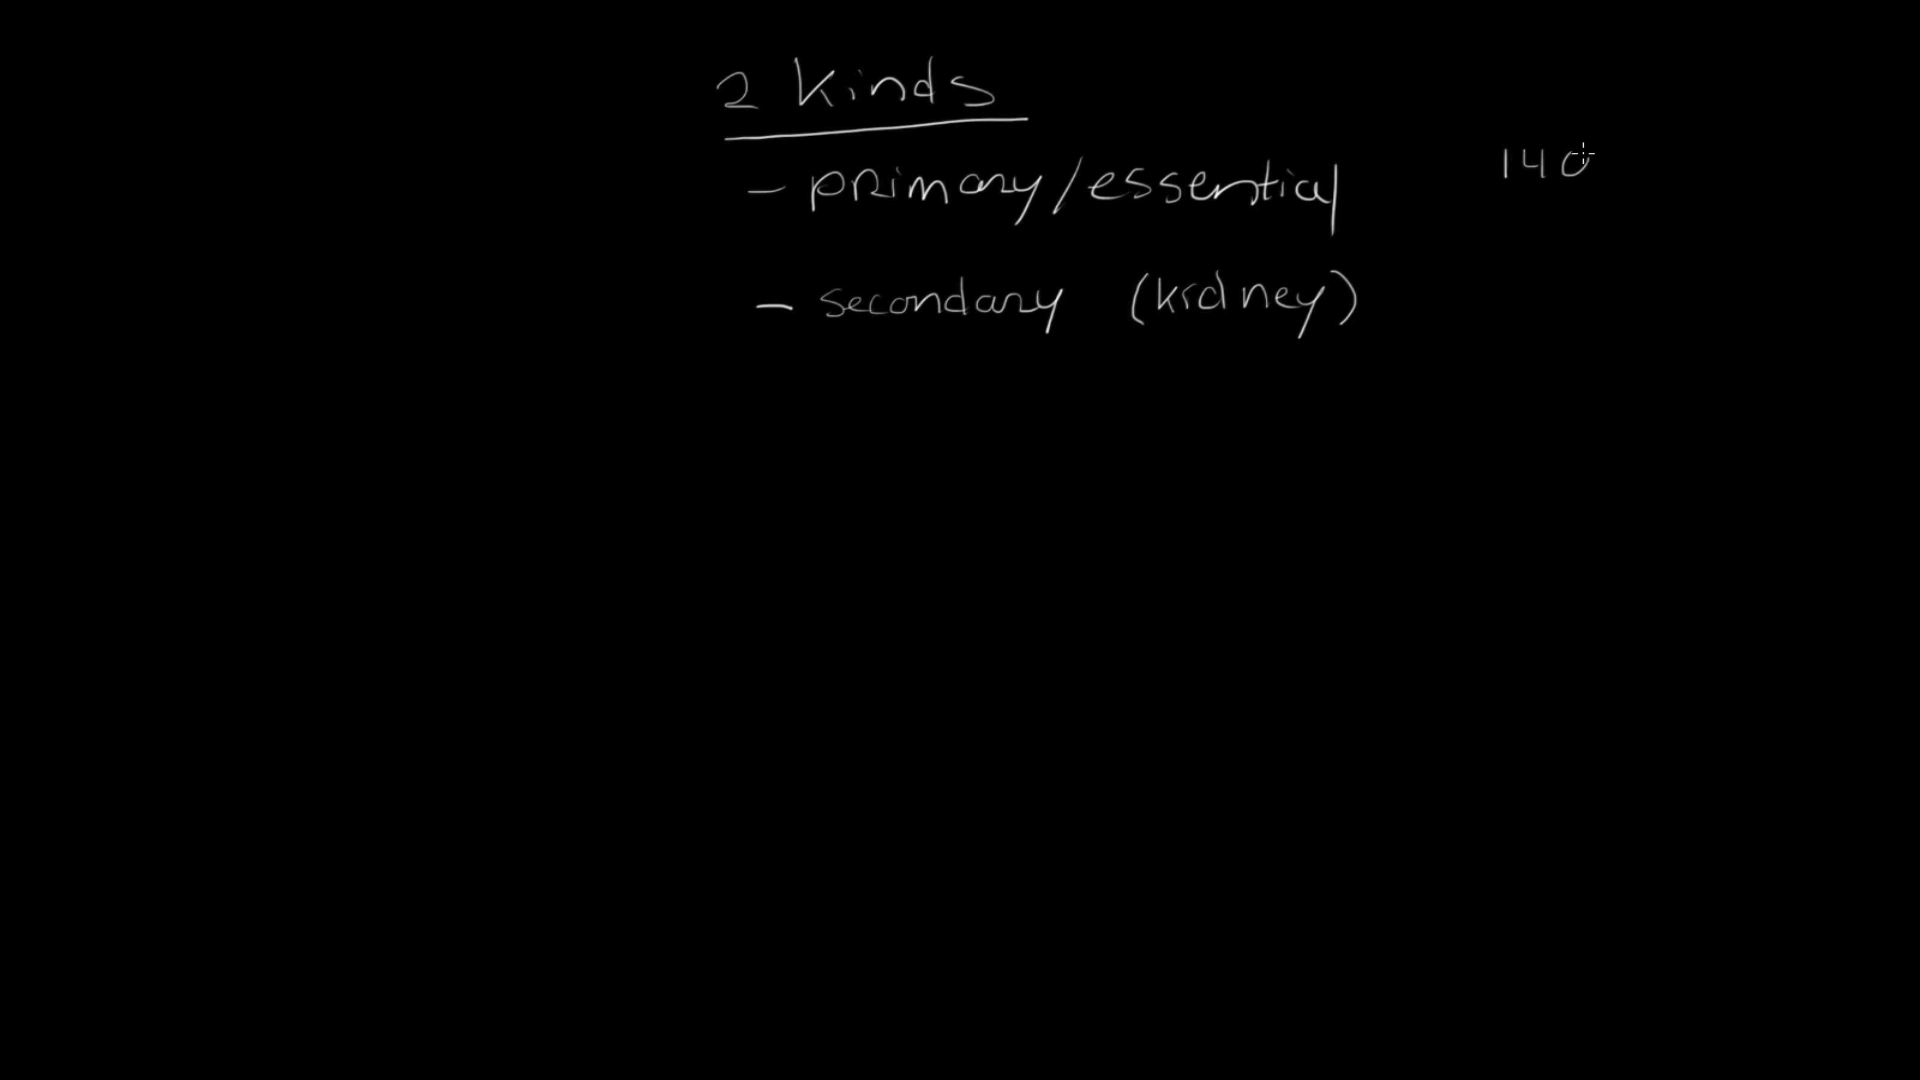 2 kinds
- primary/essential
140
- secondary (kidney)